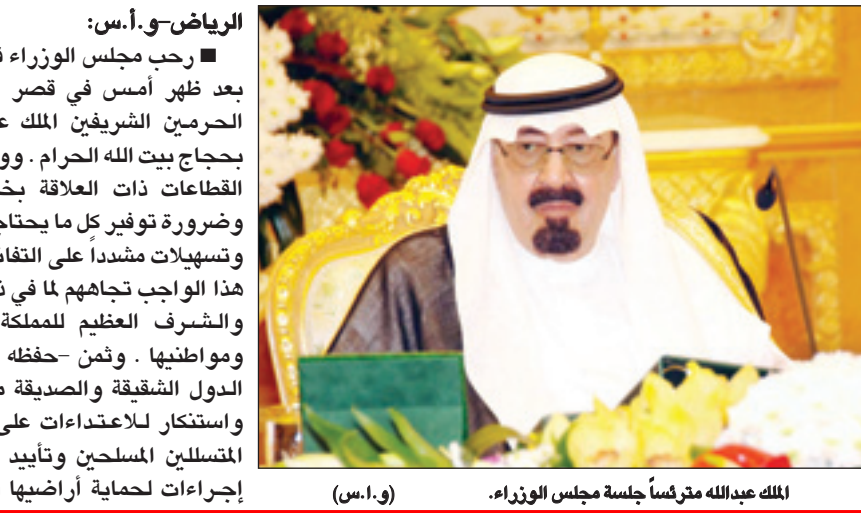 الرياض–و.أ.س:
■ رحب مجلس الوزراء
بعد ظهر أمس في قصر
الحرمين الشريفين الملك
بحجاج بيت الله الحرام . وو
القطاعات ذات العلاقة بخ
وضرورة توفير كل ما يحتاج
وتسهيلات مشدداً على التفا
هذا الواجب تجاههم لما في
والشرف العظيم للمملكة
ومواطنيها . وثمن –حفظه
الدول الشقيقة والصديقة
واستنكار للاعتداءات على
المتسللين المسلحين وتأييد
إجراءات لحماية أراضيها
الملك عبدالله مترئساً جلسة مجلس الوزراء. (و.ا.س)